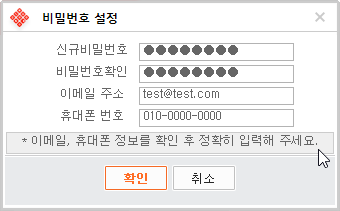 비밀번호 설정
신규비밀번호 ●●●●●●●●
비밀번호확인 ●●●●●●●●
이메일 주소 test@test.com
휴대폰 번호 010-0000-0000
* 이메일, 휴대폰 정보를 확인 후 정확히 입력해 주세요.
확인 취소